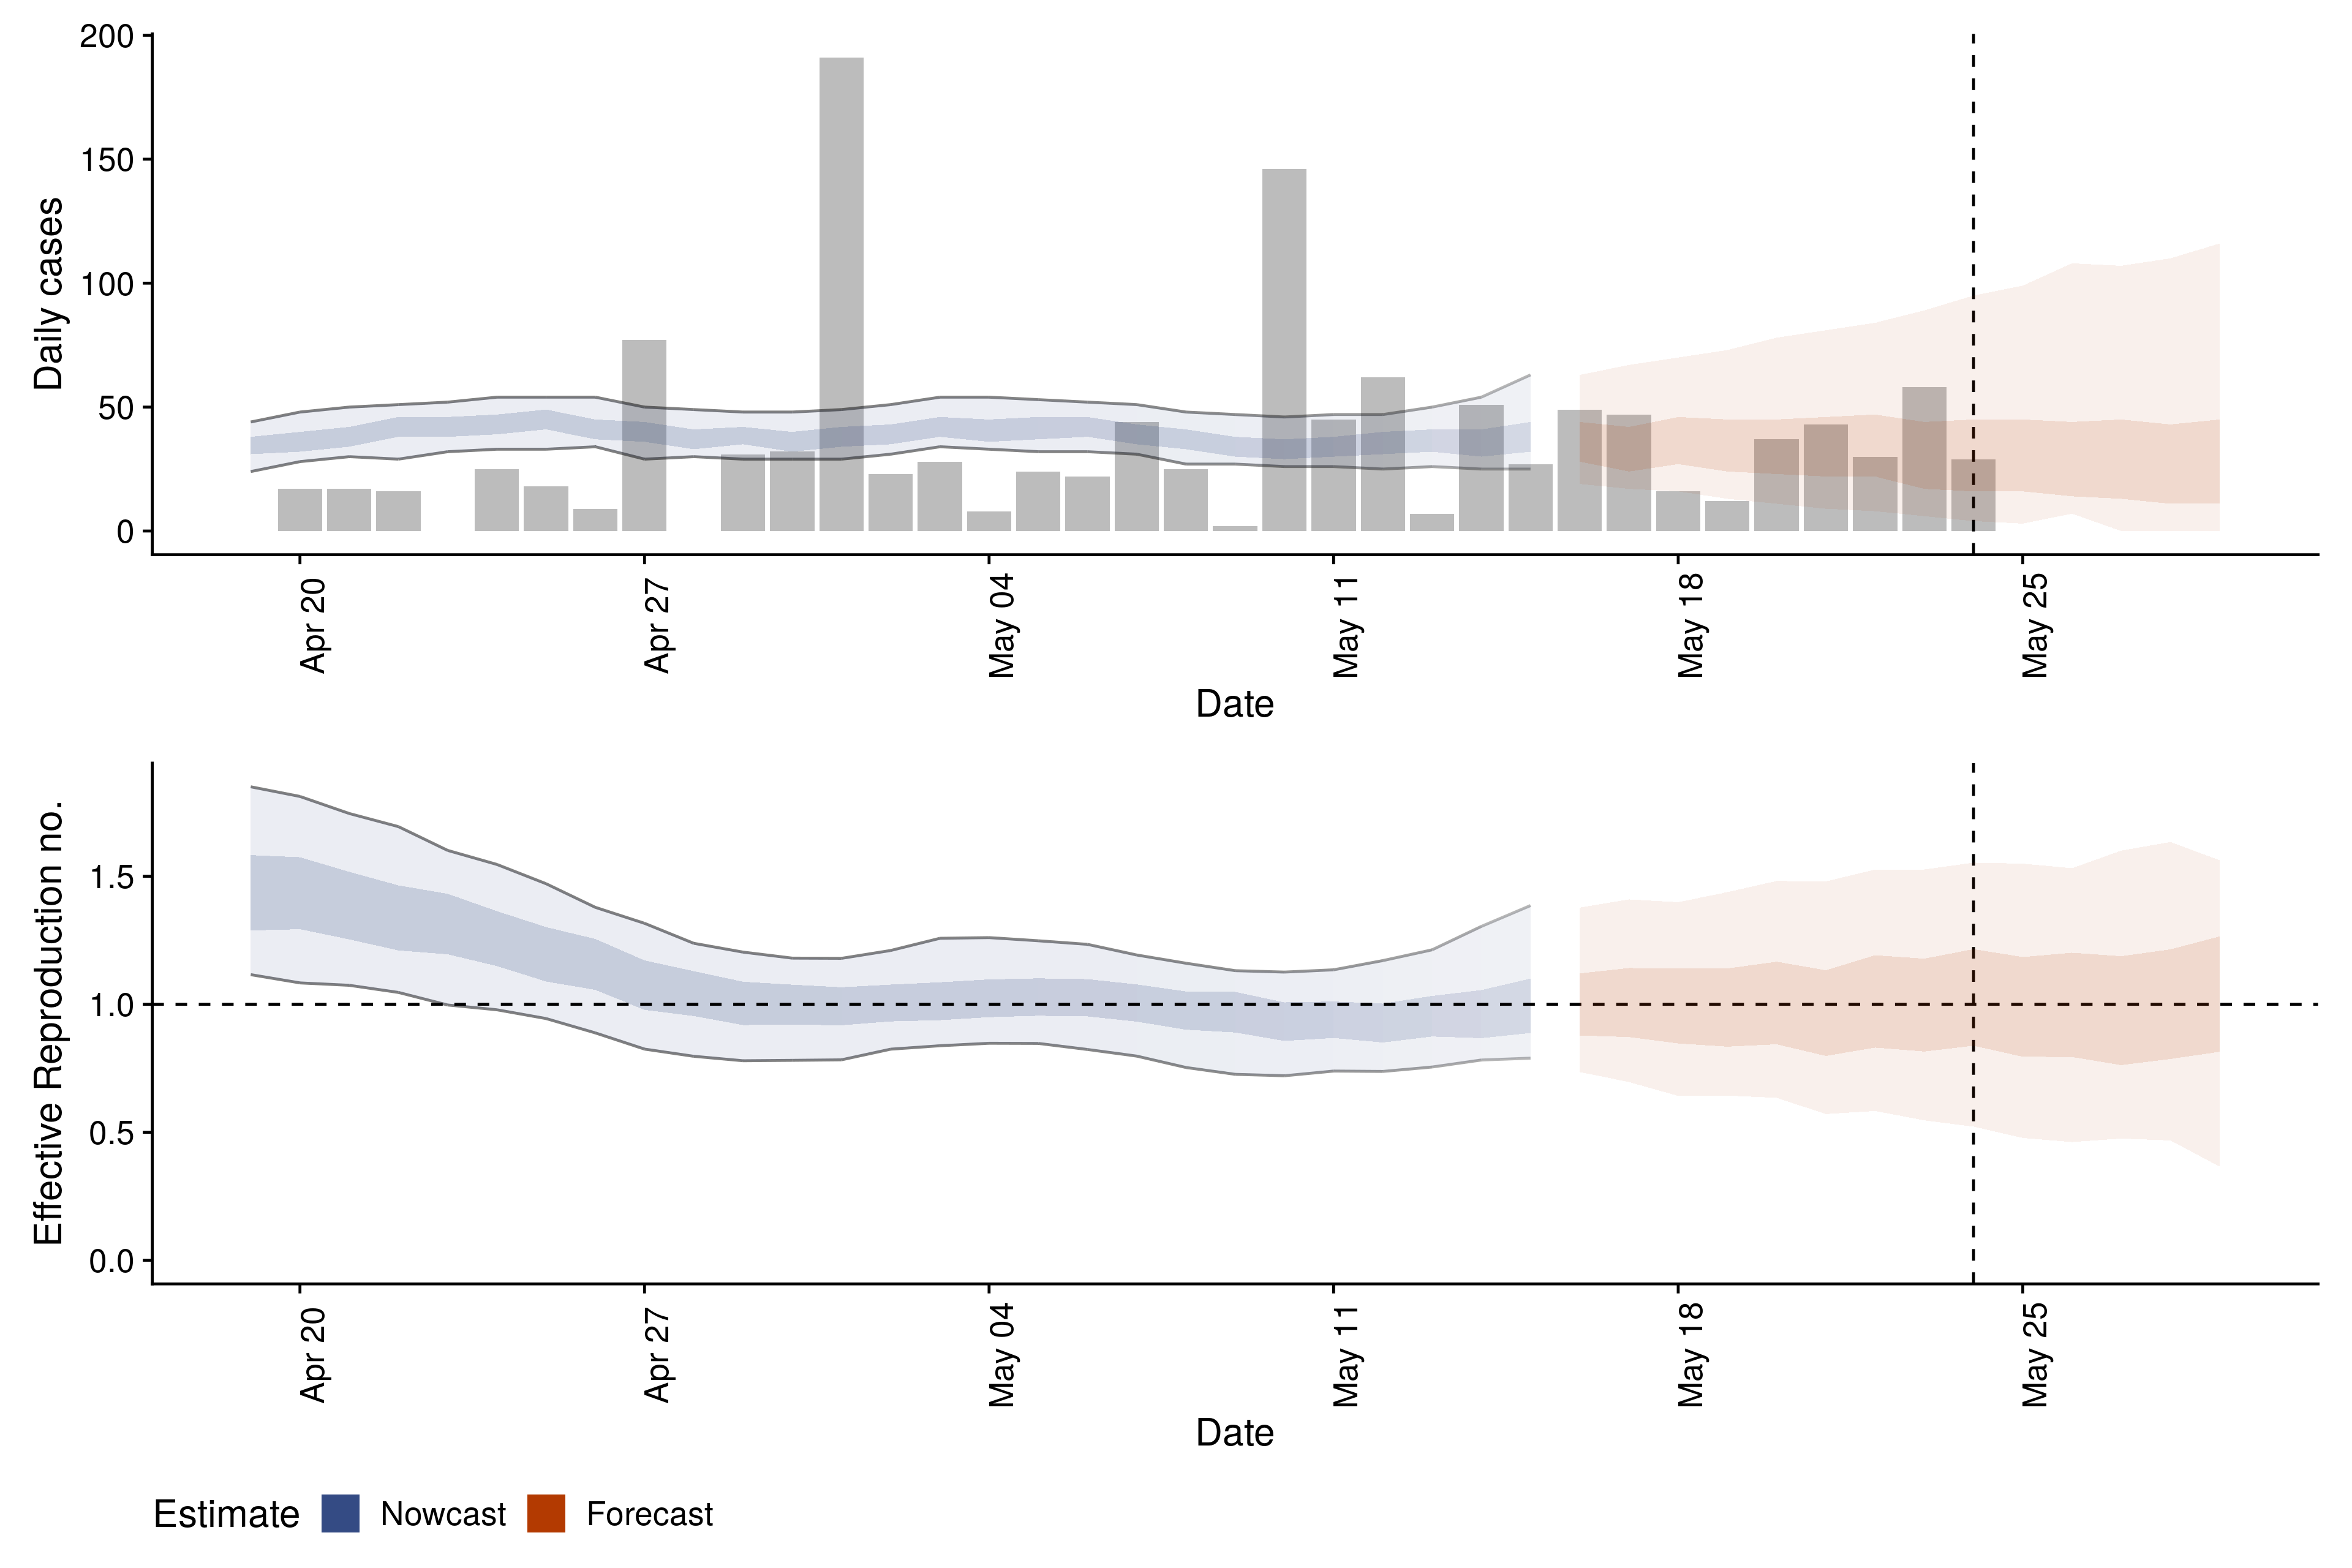 200
150
100
50
0
Daily cases
Apr 20 Apr 27 May 04 May 11 May 18 May 25
Date
1.5
1.0
0.5
0.0
Effective Reproduction no.
Apr 20 Apr 27 May 04 May 11 May 18 May 25
Date
Estimate Nowcast Forecast